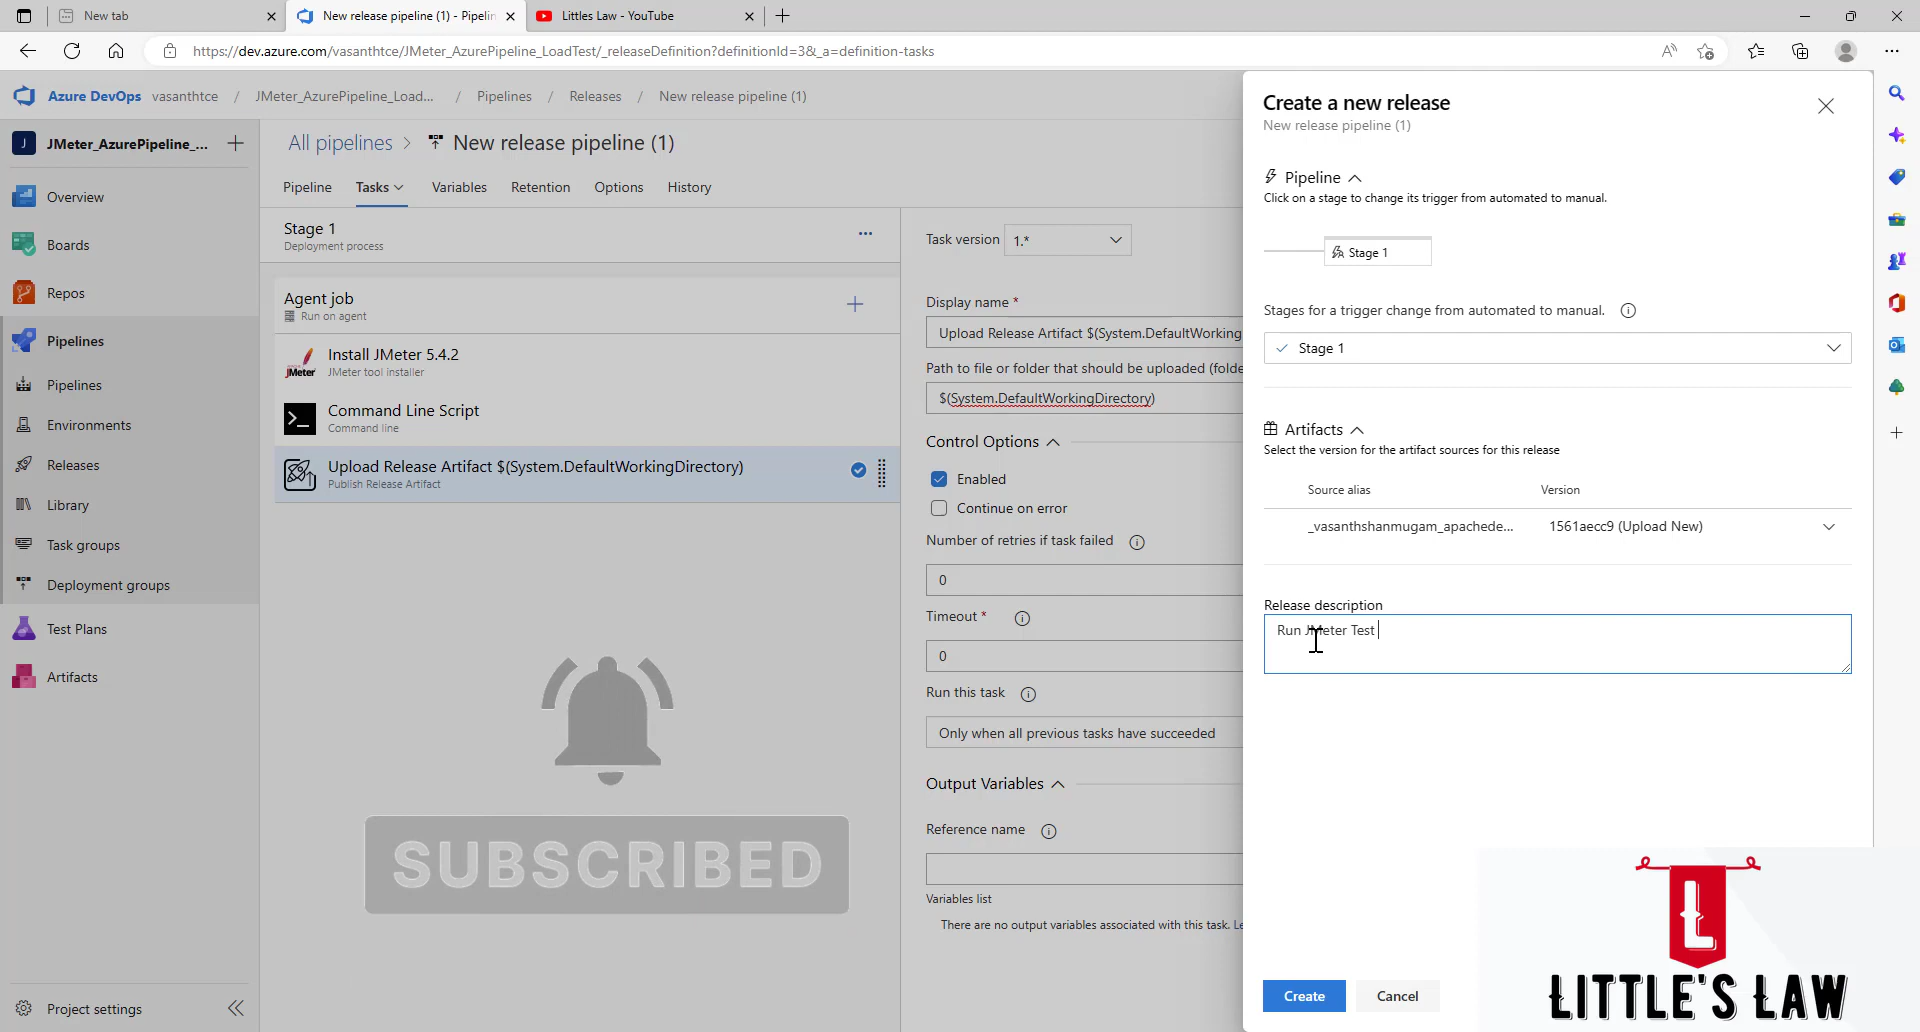 New tab
New release pipeline (1) - Pipelin
Littles Law - YouTube
https://dev.azure.com/vasanthtce/JMeter_AzurePipeline_LoadTest/_releaseDefinition?definitionId=3&_a=definition-tasks
Azure DevOps vasanthtce / JMeter_AzurePipeline_Load... / Pipelines / Releases / New release pipeline (1)
J JMeter_AzurePipeline_...
Overview
Boards
Repos
Pipelines
Pipelines
Environments
Releases
Library
Task groups
Deployment groups
Test Plans
Artifacts
Project settings
All pipelines > New release pipeline (1)
Pipeline Tasks Variables Retention Options History
Stage 1
Deployment process
Agent job
Run on agent
Install JMeter 5.4.2
JMeter tool installer
Command Line Script
Command line
Upload Release Artifact $(System.DefaultWorkingDirectory)
Publish Release Artifact
SUBSCRIBED
Task version 1.*
Display name *
Upload Release Artifact $(System.DefaultWorking
Path to file or folder that should be uploaded (folde
$(System.DefaultWorkingDirectory)
Control Options
Enabled
Continue on error
Number of retries if task failed
0
Timeout *
0
Run this task
Only when all previous tasks have succeeded
Output Variables
Reference name
Variables list
There are no output variables associated with this task. Le
Create a new release
New release pipeline (1)
Pipeline
Click on a stage to change its trigger from automated to manual.
Stage 1
Stages for a trigger change from automated to manual.
Stage 1
Artifacts
Select the version for the artifact sources for this release
Source alias Version
_vasanthshanmugam_apachede... 1561aecc9 (Upload New)
Release description
Run JMeter Test
Create Cancel
L
LITTLE'S LAW